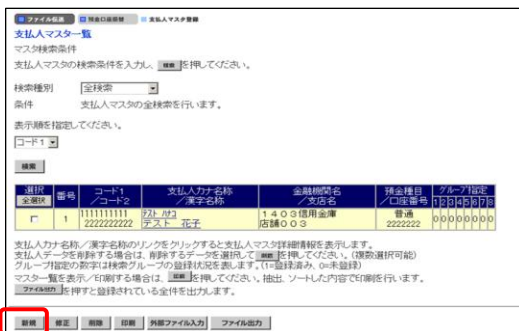 ファイル伝送 預金口座振替 支払人マスタ登録
支払人マスタ一覧
マスタ検索条件
支払人マスタの検索条件を入力し、 検索 を押してください。
検索種別 全検索
条件 支払人マスタの全検索を行います。
表示順を指定してください。
コード1
検索
選択 番号 コード1 支払人カナ名称 金融機関名 預金種目 グループ指定
全選択 /コード2 /漢字名称 /支店名 /口座番号 1 2 3 4 5 6 7 8
1 1111111111 テスト ハナコ 1403信用金庫 普通 0 0 0 0 0 0 0 0
2222222222 テスト 花子 店舗003 2222222
支払人カナ名称/漢字名称のリンクをクリックすると支払人マスタ詳細情報を表示します。
支払人データを削除する場合は、削除するデータを選択して 削除 を押してください。(複数選択可能)
グループ指定の数字は検索グループの登録状況を表します。(1=登録済み、0=未登録)
マスタ一覧を表示/印刷する場合は、 印刷 を押してください。抽出、ソートした内容で印刷を行います。
ファイル出力 を押すと登録されている全件を出力します。
新規 修正 削除 印刷 外部ファイル入力 ファイル出力